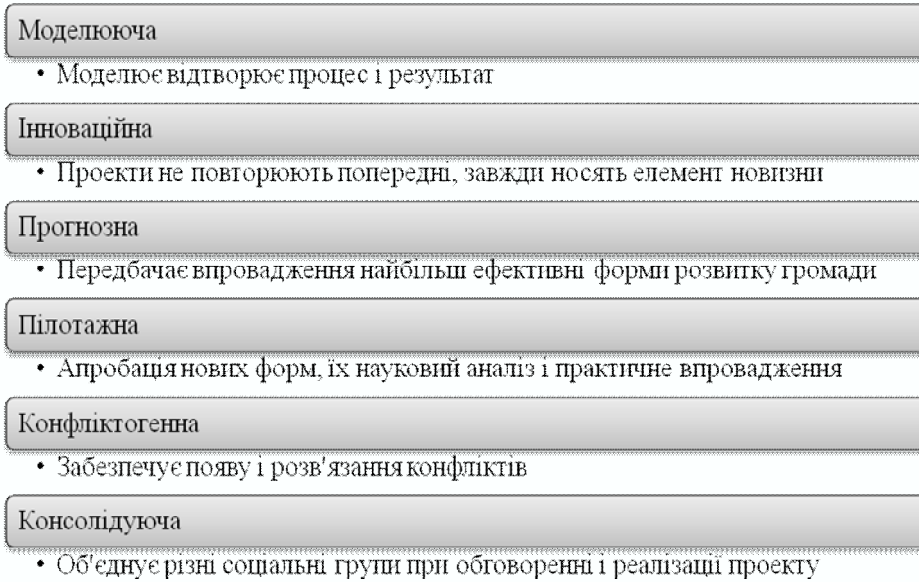 Моделююча
• Моделює відтворює процес і результат
Інноваційна
• Проекти не повторюють попередні, завжди носять елемент новизни
Прогнозна
• Передбачає впровадження найбільш ефективні форми розвитку громади
Пілотажна
• Апробація нових форм, їх науковий аналіз і практичне впровадження
Конфліктогенна
• Забезпечує появу і розв'язання конфліктів
Консолідуюча
• Об'єднує різні соціальні групи при обговоренні і реалізації проекту